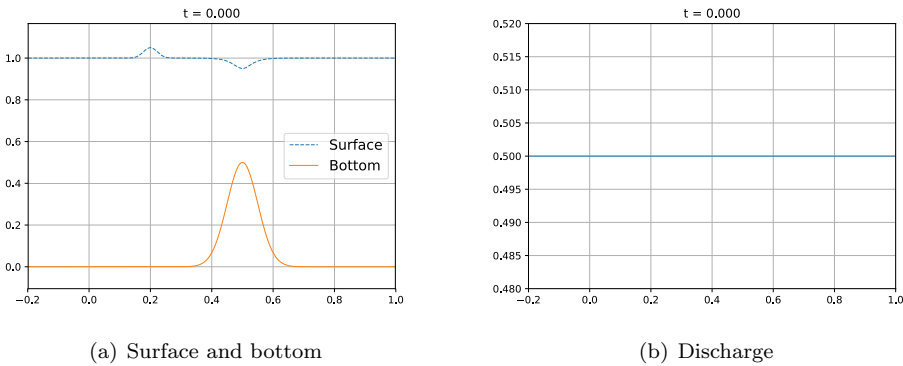 t = 0.000
1.0
0.8
0.6
0.4
0.2
0.0
Surface
Bottom
−0.2 0.0 0.2 0.4 0.6 0.8 1.0
(a) Surface and bottom
t = 0.000
0.520
0.515
0.510
0.505
0.500
0.495
0.490
0.485
0.480
−0.2 0.0 0.2 0.4 0.6 0.8 1.0
(b) Discharge